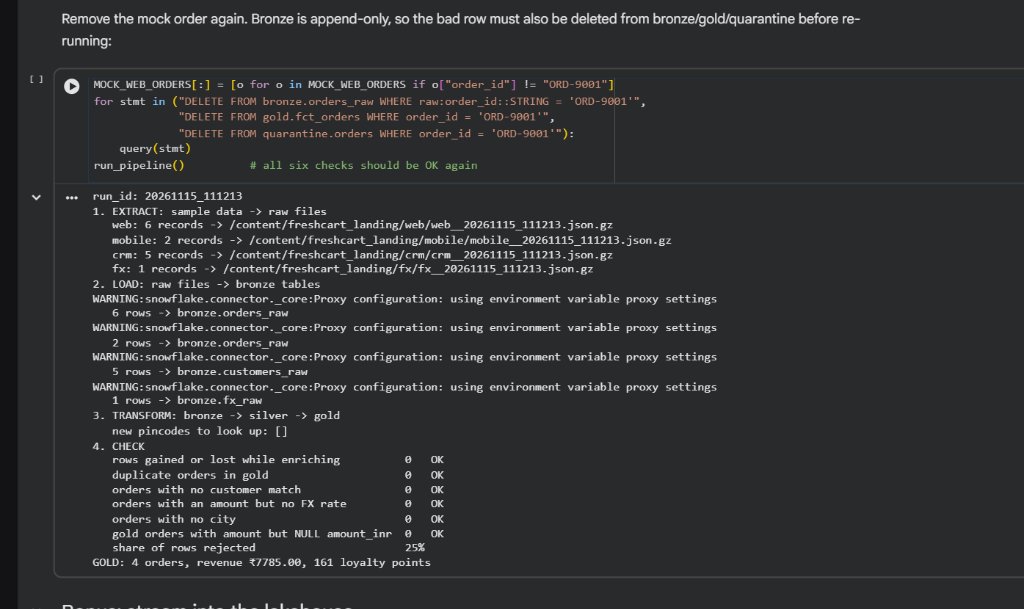 Remove the mock order again. Bronze is append-only, so the bad row must also be deleted from bronze/gold/quarantine before re-
running:
[ ]
MOCK_WEB_ORDERS[:] = [o for o in MOCK_WEB_ORDERS if o["order_id"] != "ORD-9001"]
for stmt in ("DELETE FROM bronze.orders_raw WHERE raw:order_id::STRING = 'ORD-9001'",
"DELETE FROM gold.fct_orders WHERE order_id = 'ORD-9001'",
"DELETE FROM quarantine.orders WHERE order_id = 'ORD-9001'"):
query(stmt)
run_pipeline() # all six checks should be OK again
run_id: 20261115_111213
1. EXTRACT: sample data -> raw files
web: 6 records -> /content/freshcart_landing/web/web__20261115_111213.json.gz
mobile: 2 records -> /content/freshcart_landing/mobile/mobile__20261115_111213.json.gz
crm: 5 records -> /content/freshcart_landing/crm/crm__20261115_111213.json.gz
fx: 1 records -> /content/freshcart_landing/fx/fx__20261115_111213.json.gz
2. LOAD: raw files -> bronze tables
WARNING:snowflake.connector._core:Proxy configuration: using environment variable proxy settings
6 rows -> bronze.orders_raw
WARNING:snowflake.connector._core:Proxy configuration: using environment variable proxy settings
2 rows -> bronze.orders_raw
WARNING:snowflake.connector._core:Proxy configuration: using environment variable proxy settings
5 rows -> bronze.customers_raw
WARNING:snowflake.connector._core:Proxy configuration: using environment variable proxy settings
1 rows -> bronze.fx_raw
3. TRANSFORM: bronze -> silver -> gold
new pincodes to look up: []
4. CHECK
rows gained or lost while enriching 0 OK
duplicate orders in gold 0 OK
orders with no customer match 0 OK
orders with an amount but no FX rate 0 OK
orders with no city 0 OK
gold orders with amount but NULL amount_inr 0 OK
share of rows rejected 25%
GOLD: 4 orders, revenue ₹7785.00, 161 loyalty points
Bonus: stream into the lakehouse